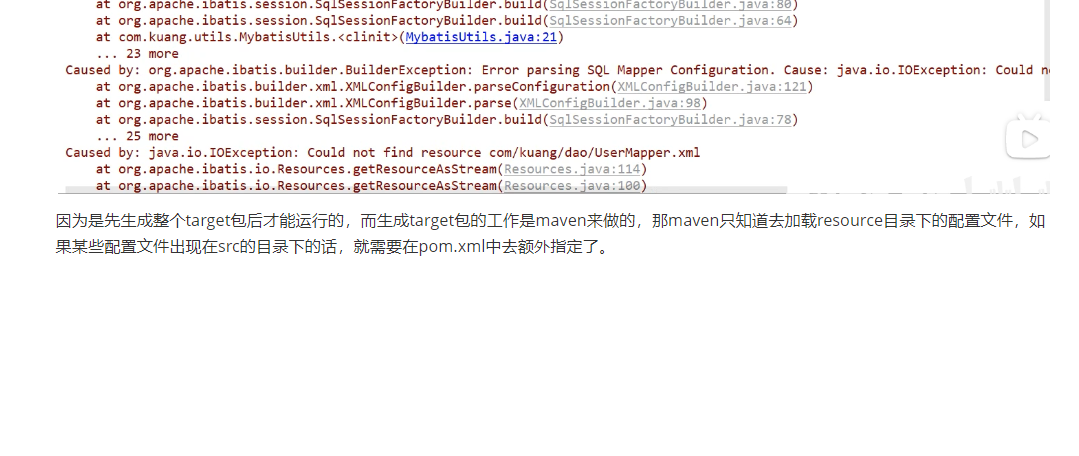 at org.apache.ibatis.session.SqlSessionFactoryBuilder.build(SqlSessionFactoryBuilder.java:80)
at org.apache.ibatis.session.SqlSessionFactoryBuilder.build(SqlSessionFactoryBuilder.java:64)
at com.kuang.utils.MybatisUtils.<clinit>(MybatisUtils.java:21)
... 23 more
Caused by: org.apache.ibatis.builder.BuilderException: Error parsing SQL Mapper Configuration. Cause: java.io.IOException: Could
at org.apache.ibatis.builder.xml.XMLConfigBuilder.parseConfiguration(XMLConfigBuilder.java:121)
at org.apache.ibatis.builder.xml.XMLConfigBuilder.parse(XMLConfigBuilder.java:98)
at org.apache.ibatis.session.SqlSessionFactoryBuilder.build(SqlSessionFactoryBuilder.java:78)
... 25 more
Caused by: java.io.IOException: Could not find resource com/kuang/dao/UserMapper.xml
at org.apache.ibatis.io.Resources.getResourceAsStream(Resources.java:114)
at org.apache.ibatis.io.Resources.getResourceAsStream(Resources.java:100)
因为是先生成整个target包后才能运行的，而生成target包的工作是maven来做的，那maven只知道去加载resource目录下的配置文件，如
果某些配置文件出现在src的目录下的话，就需要在pom.xml中去额外指定了。